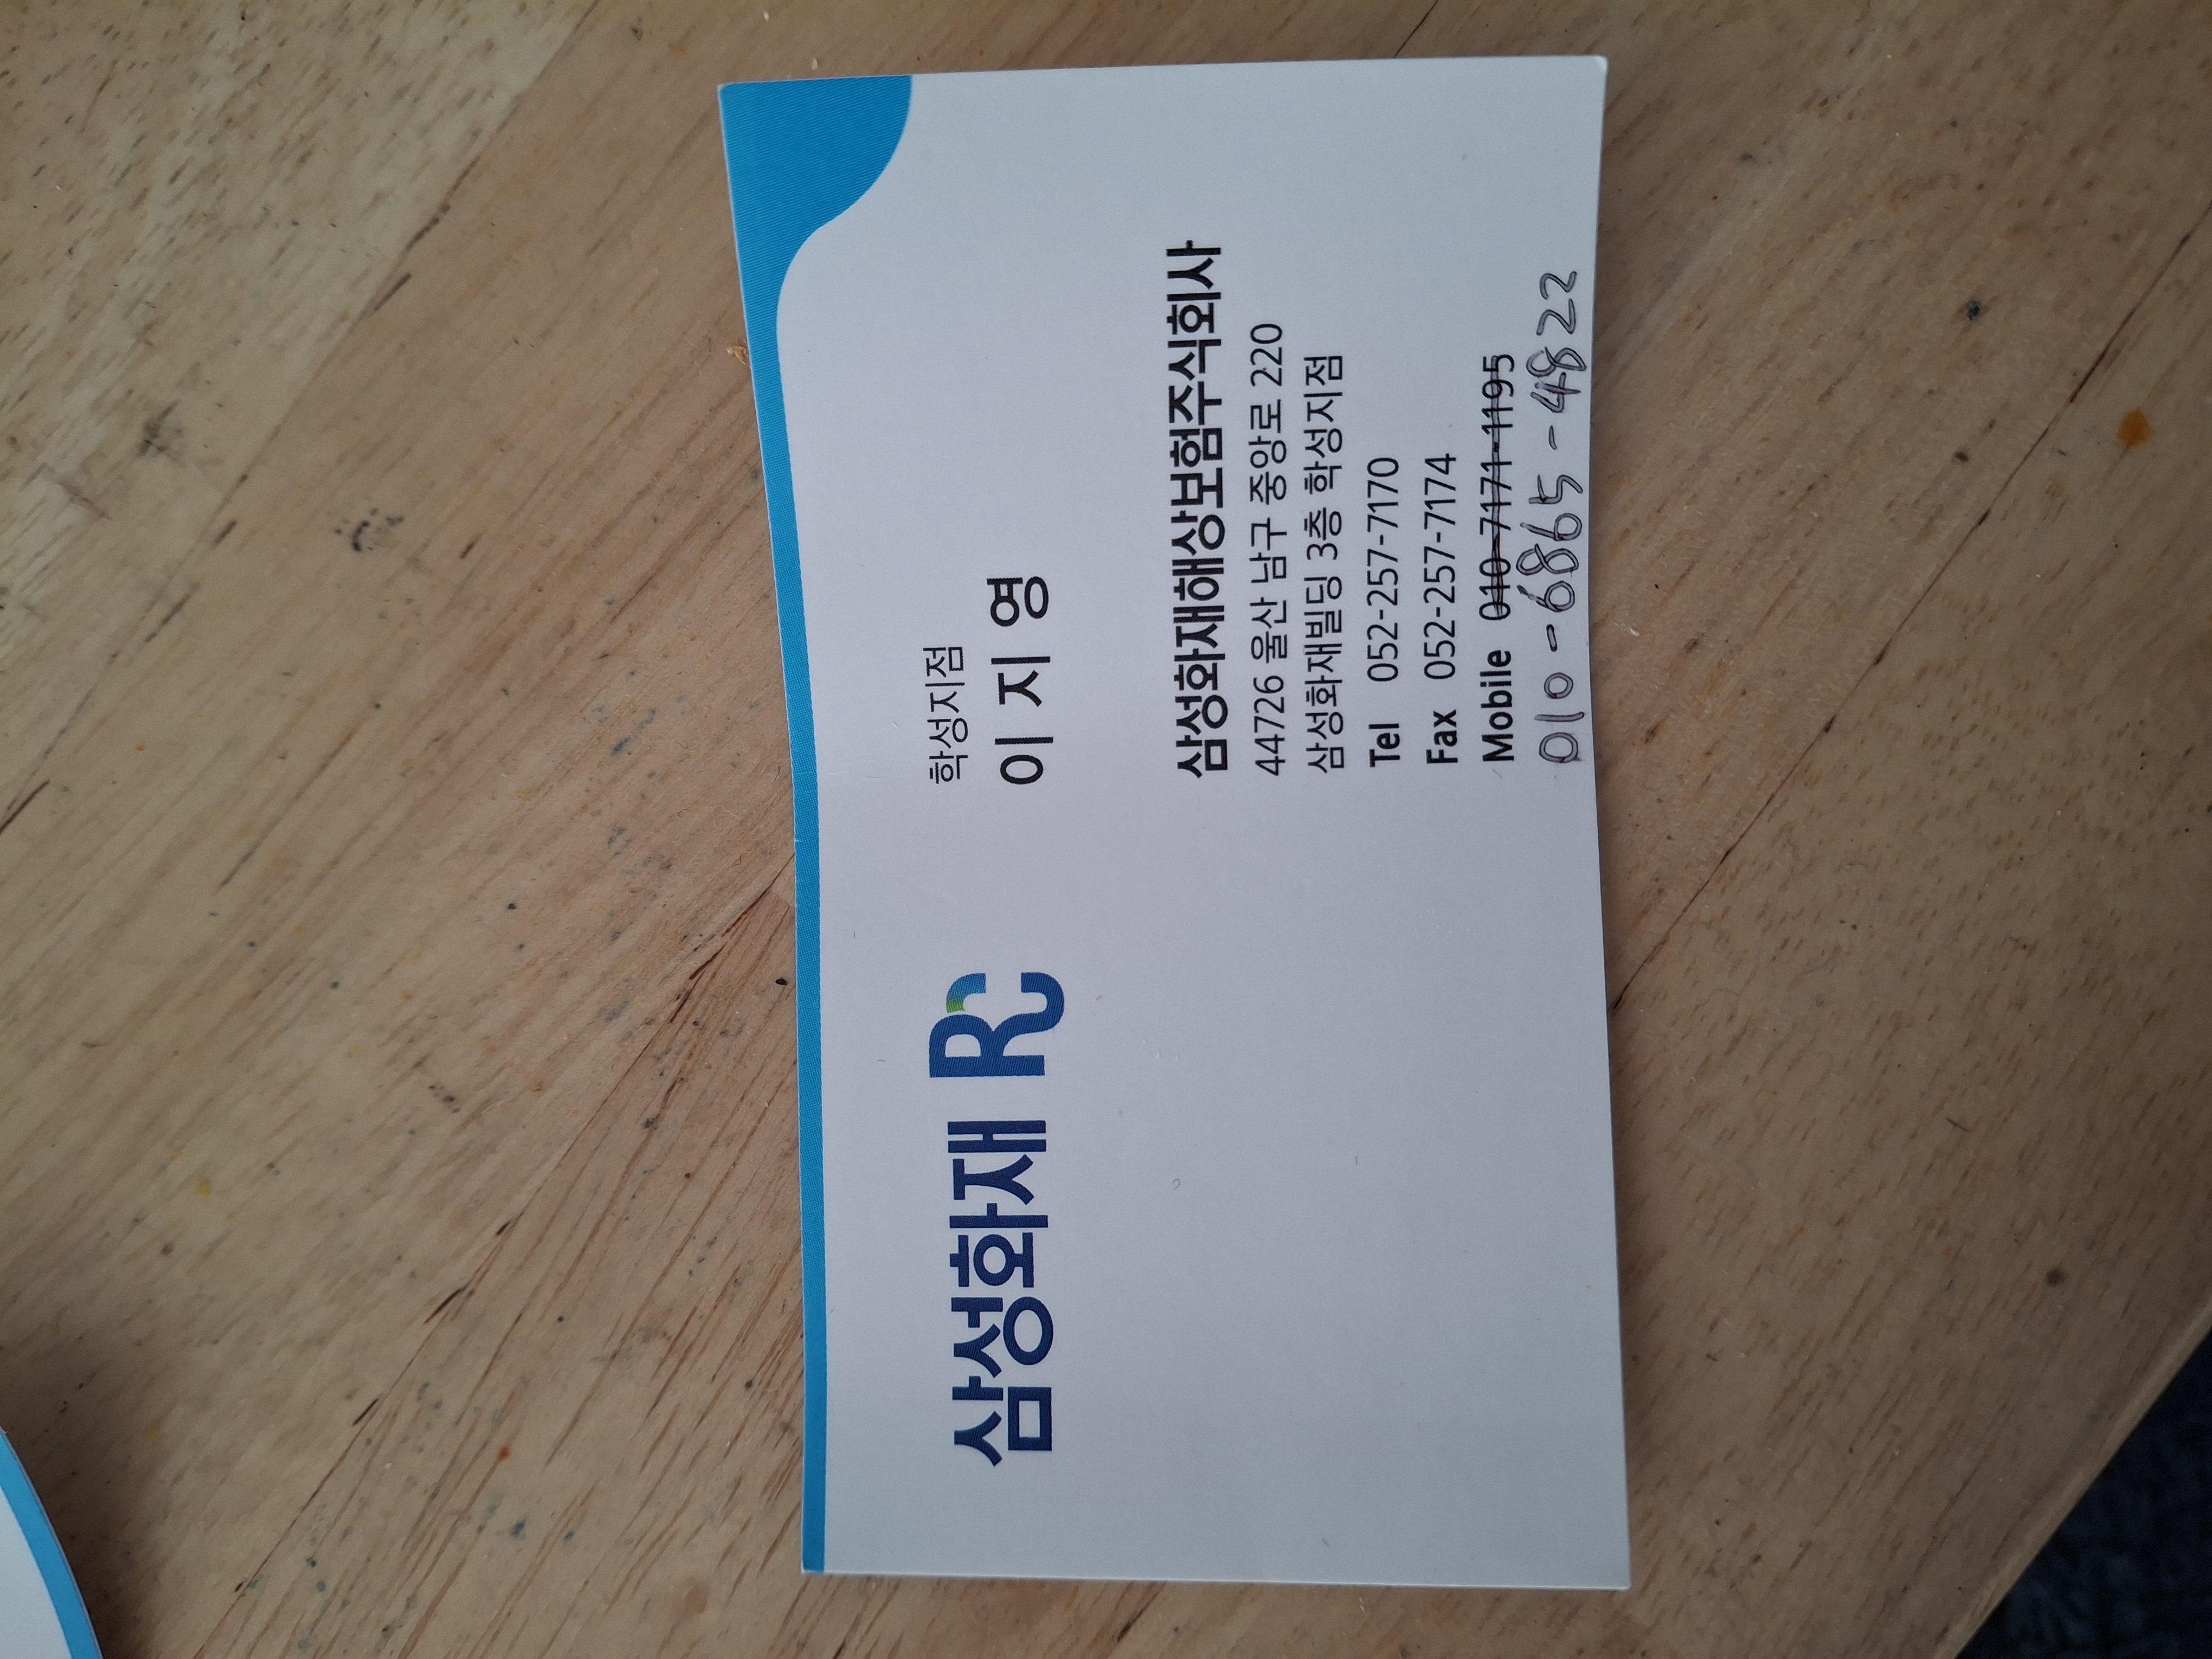 삼성화재 RC
학성지점
이지영
삼성화재해상보험주식회사
44726 울산 남구 중앙로 220
삼성화재빌딩 3층 학성지점
Tel 052-257-7170
Fax 052-257-7174
Mobile 010-7171-1195
010-6865-4822